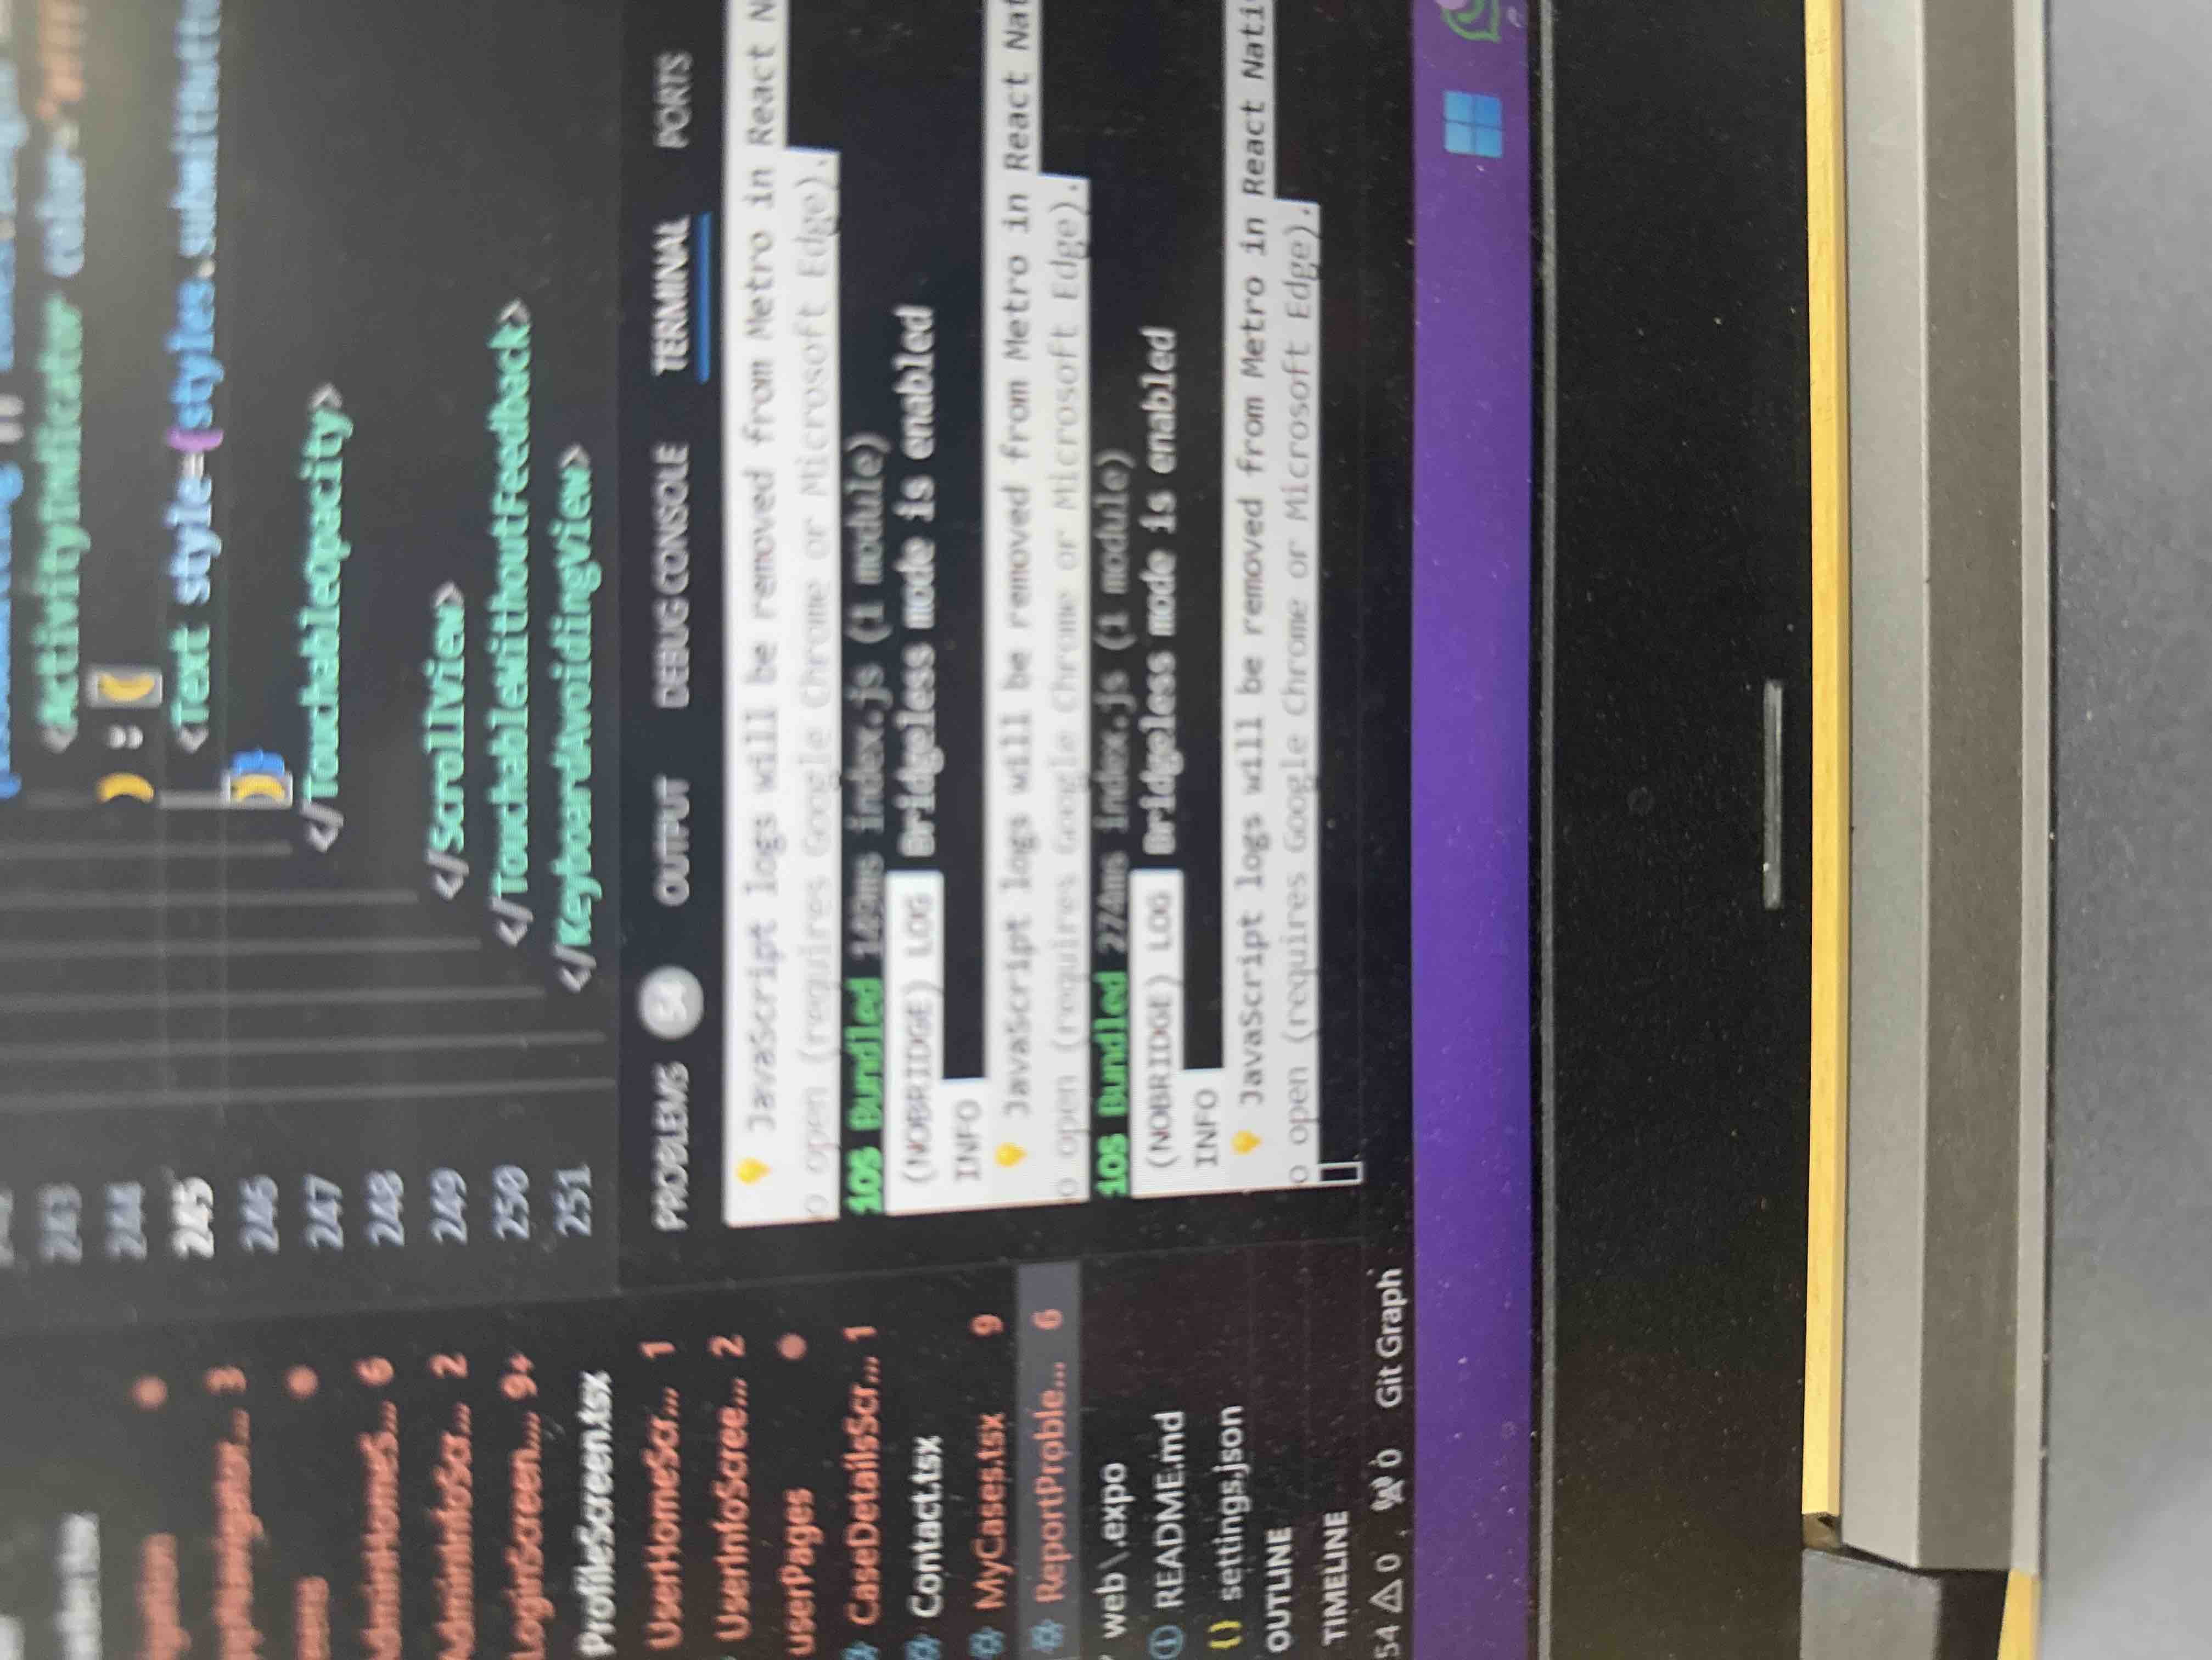 243 <ActivityIndicator color=
244 ) : (
245 <Text style={styles.submitButto
246 )}
247 </TouchableOpacity>
248
249 </ScrollView>
250 </TouchableWithoutFeedback>
251 </KeyboardAvoidingView>
ader.tsx
igation
ppNavigator... 3
eens
AdminHomeS... 6
AdminInfoScr... 2
LoginScreen.... 9+
ProfileScreen.tsx
UserHomeScr... 1
UserInfoScree... 2
userPages
CaseDetailsScr... 1
Contact.tsx
MyCases.tsx 9
ReportProble... 6
web\.expo
README.md
settings.json
OUTLINE
TIMELINE
PROBLEMS 54 OUTPUT DEBUG CONSOLE TERMINAL PORTS
JavaScript logs will be removed from Metro in React N
o open (requires Google Chrome or Microsoft Edge).
iOS Bundled 149ms index.js (1 module)
(NOBRIDGE) LOG Bridgeless mode is enabled
INFO
JavaScript logs will be removed from Metro in React Nat
o open (requires Google Chrome or Microsoft Edge).
iOS Bundled 274ms index.js (1 module)
(NOBRIDGE) LOG Bridgeless mode is enabled
INFO
JavaScript logs will be removed from Metro in React Nati
o open (requires Google Chrome or Microsoft Edge).
54 0 0 Git Graph